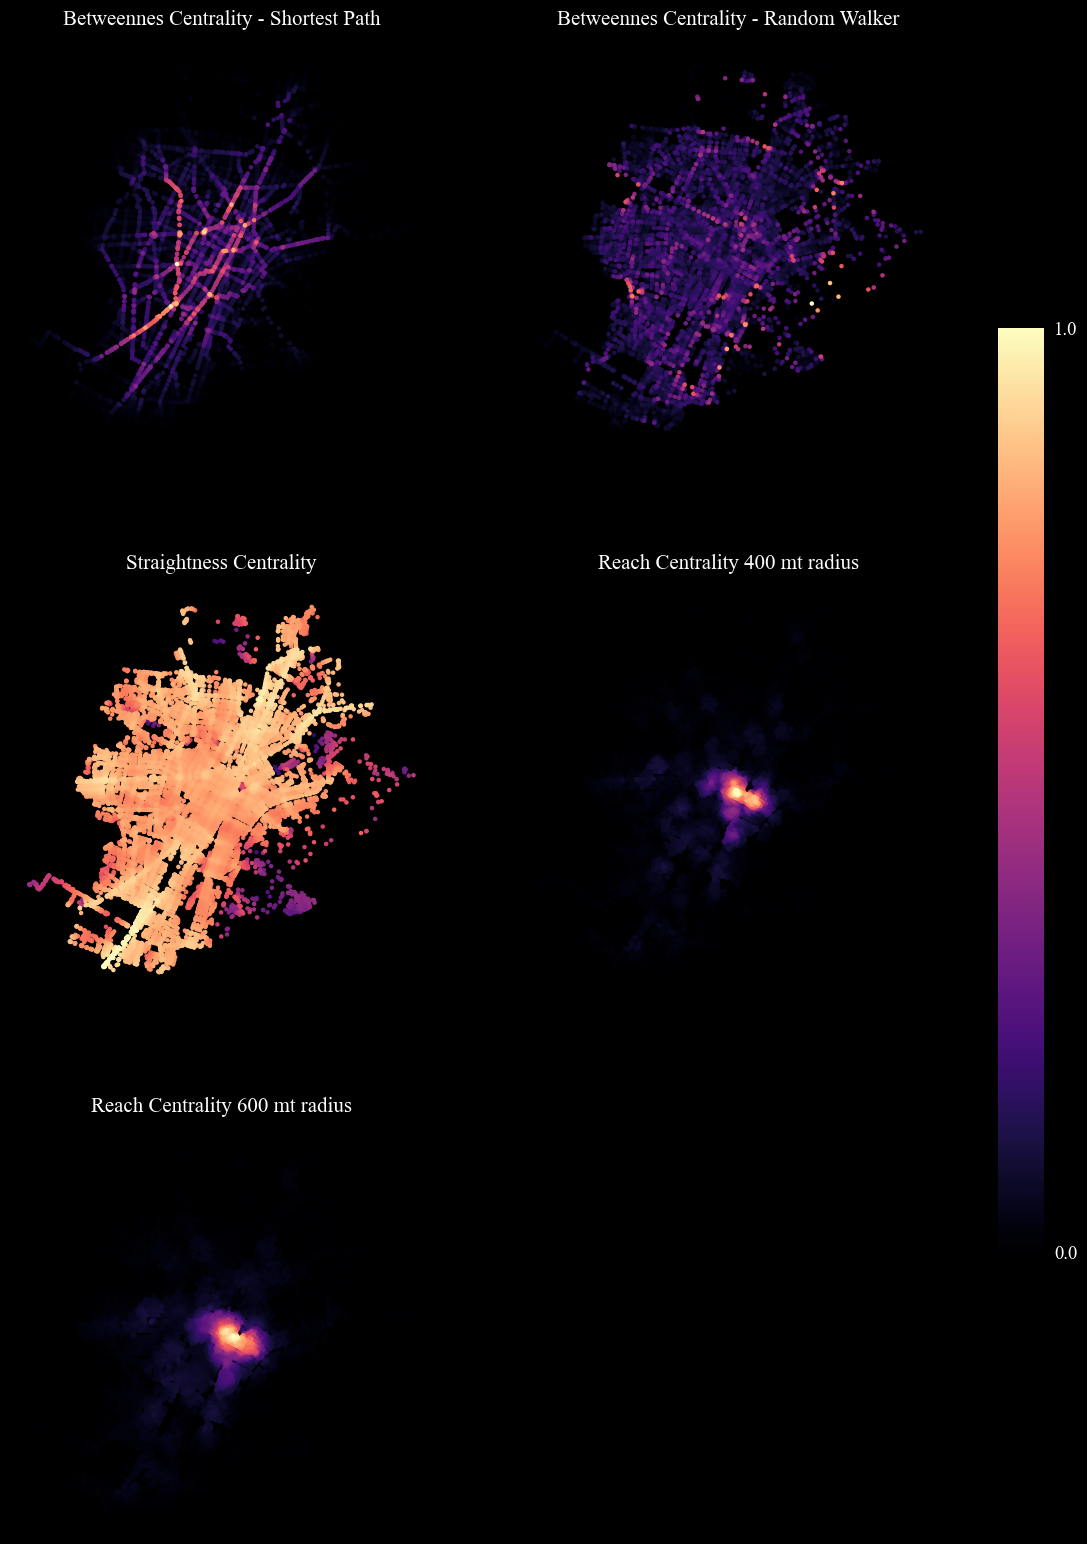 Betweennes Centrality - Shortest Path
Betweennes Centrality - Random Walker
1.0
Straightness Centrality
Reach Centrality 400 mt radius
Reach Centrality 600 mt radius
0.0